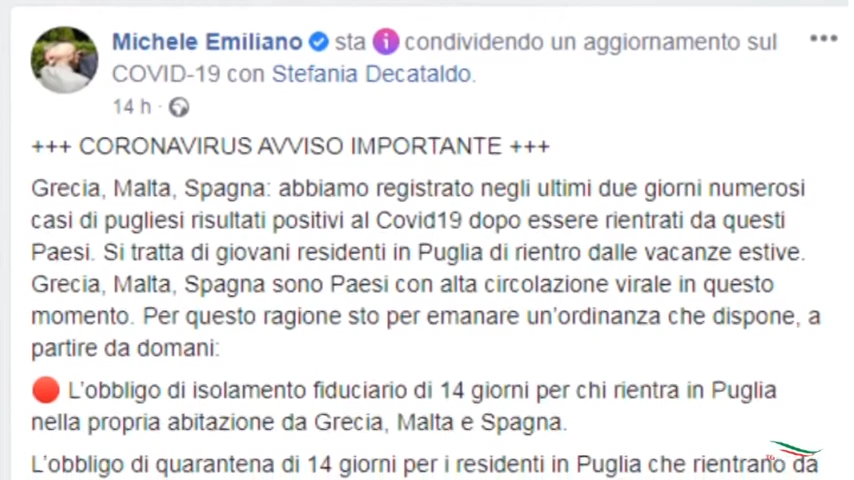 Michele Emiliano sta condividendo un aggiornamento sul
COVID-19 con Stefania Decataldo.
14 h ·
+++ CORONAVIRUS AVVISO IMPORTANTE +++
Grecia, Malta, Spagna: abbiamo registrato negli ultimi due giorni numerosi
casi di pugliesi risultati positivi al Covid19 dopo essere rientrati da questi
Paesi. Si tratta di giovani residenti in Puglia di rientro dalle vacanze estive.
Grecia, Malta, Spagna sono Paesi con alta circolazione virale in questo
momento. Per questo ragione sto per emanare un'ordinanza che dispone, a
partire da domani:
🔴 L'obbligo di isolamento fiduciario di 14 giorni per chi rientra in Puglia
nella propria abitazione da Grecia, Malta e Spagna.
L'obbligo di quarantena di 14 giorni per i residenti in Puglia che rientrano da